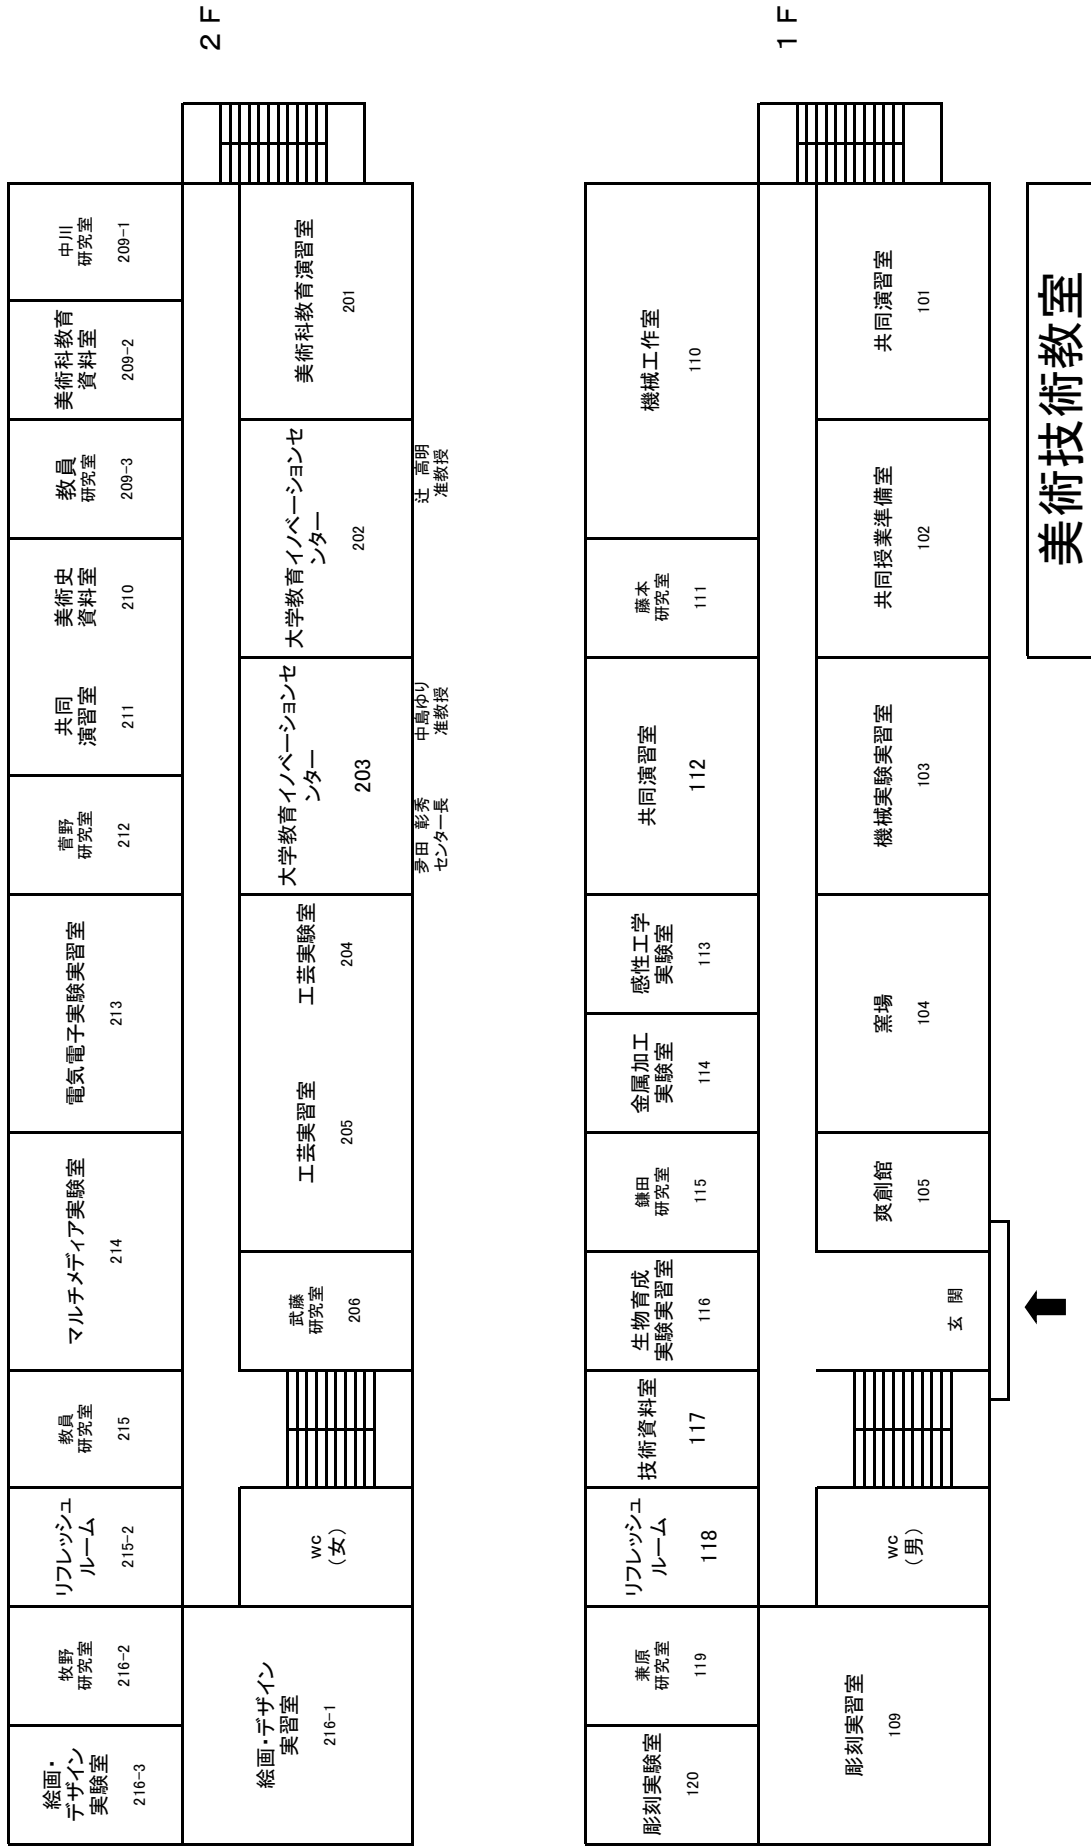 ２Ｆ
絵画・
デザイン
実験室
216-3
牧野
研究室
216-2
リフレッシュ
ルーム
215-2
教員
研究室
215
マルチメディア実験室
214
電気電子実験実習室
213
菅野
研究室
212
共同
演習室
211
美術史
資料室
210
教員
研究室
209-3
美術科教育
資料室
209-2
中川
研究室
209-1
絵画・デザイン
実習室
216-1
wc
（女）
武藤
研究室
206
工芸実習室
205
工芸実験室
204
大学教育イノベーションセ
ンター
203
大学教育イノベーションセ
ンター
202
美術科教育演習室
201
夛田　彰秀
センター長
中島ゆり
准教授
辻　高明
准教授
１Ｆ
彫刻実験室
120
兼原
研究室
119
リフレッシュ
ルーム
118
技術資料室
117
生物育成
実験実習室
116
鎌田
研究室
115
金属加工
実験室
114
感性工学
実験室
113
共同演習室
112
藤本
研究室
111
機械工作室
110
彫刻実習室
109
wc
（男）
玄　関
爽創館
105
窯場
104
機械実験実習室
103
共同授業準備室
102
共同演習室
101
美術技術教室